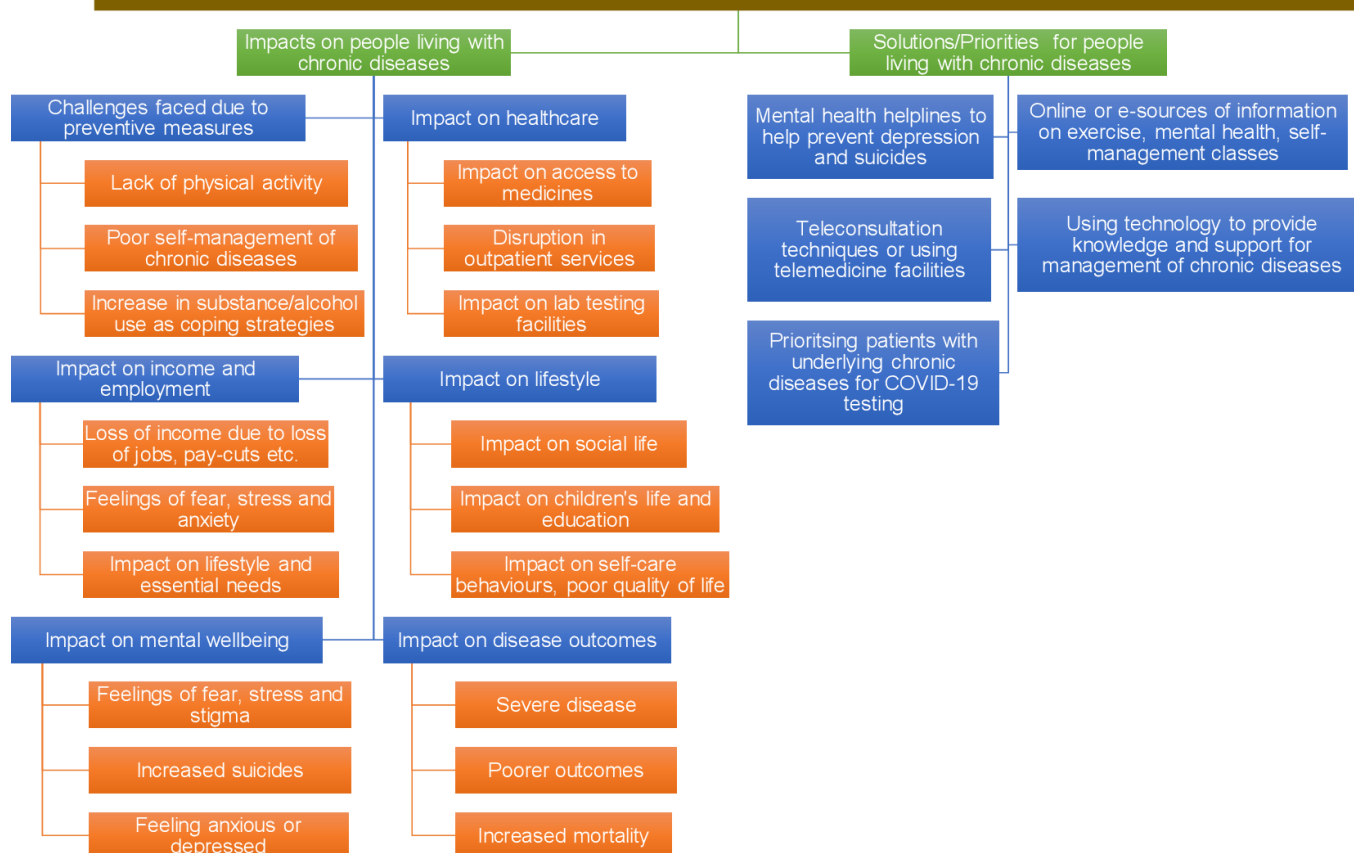 Impacts on people living with
chronic diseases
Solutions/Priorities for people
living with chronic diseases
Challenges faced due to
preventive measures
Lack of physical activity
Poor self-management of
chronic diseases
Increase in substance/alcohol
use as coping strategies
Impact on healthcare
Impact on access to
medicines
Disruption in
outpatient services
Impact on lab testing
facilities
Impact on income and
employment
Loss of income due to loss
of jobs, pay-cuts etc.
Feelings of fear, stress and
anxiety
Impact on lifestyle and
essential needs
Impact on lifestyle
Impact on social life
Impact on children's life and
education
Impact on self-care
behaviours, poor quality of life
Impact on mental wellbeing
Feelings of fear, stress and
stigma
Increased suicides
Feeling anxious or
depressed
Impact on disease outcomes
Severe disease
Poorer outcomes
Increased mortality
Mental health helplines to
help prevent depression
and suicides
Online or e-sources of information
on exercise, mental health, self-
management classes
Teleconsultation
techniques or using
telemedicine facilities
Using technology to provide
knowledge and support for
management of chronic diseases
Prioritsing patients with
underlying chronic
diseases for COVID-19
testing